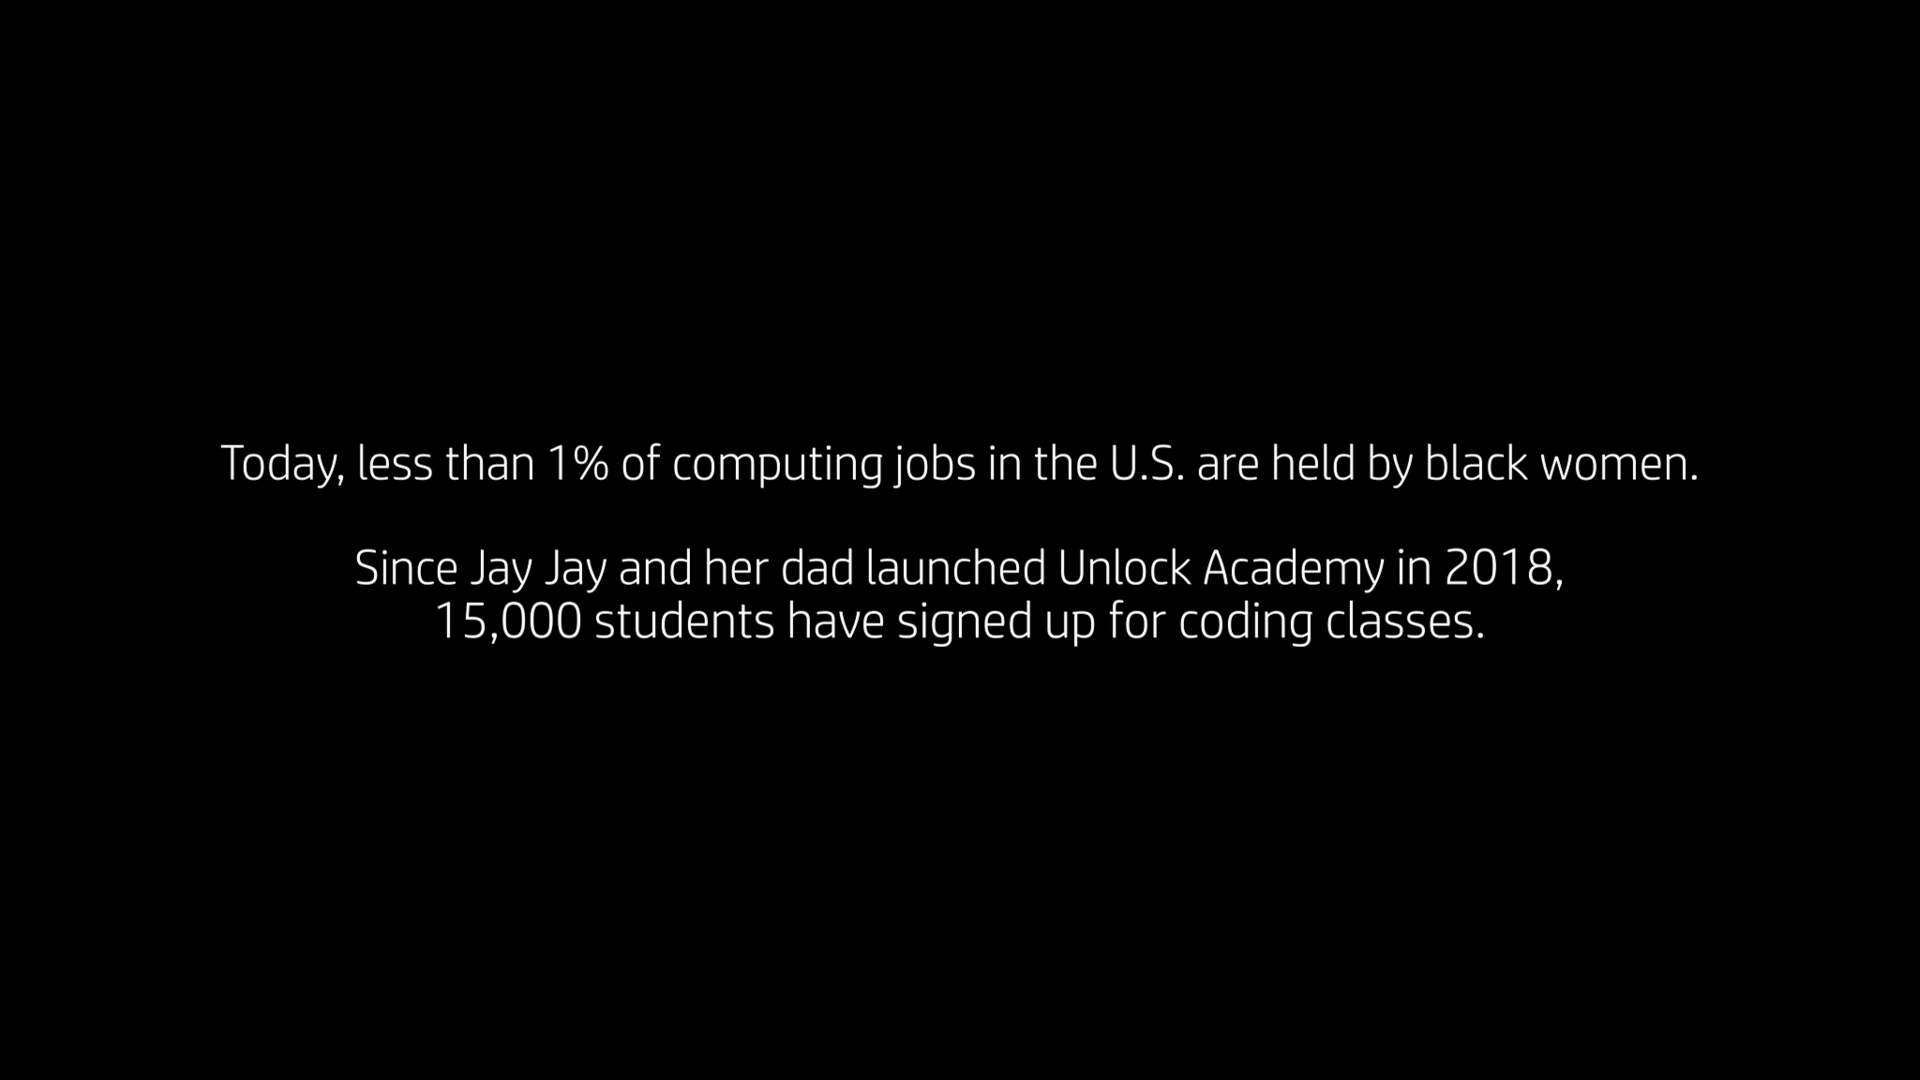 Today, less than 1% of computing jobs in the U.S. are held by black women.
Since Jay Jay and her dad launched Unlock Academy in 2018,
15,000 students have signed up for coding classes.